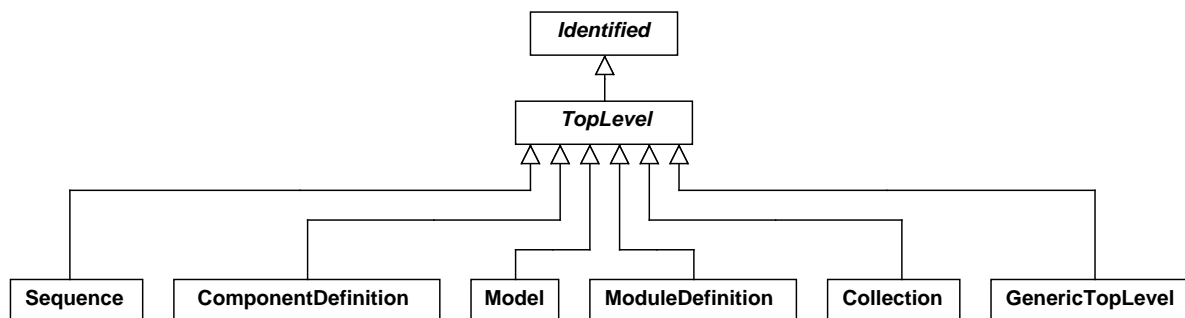 Identified
TopLevel
Sequence ComponentDefinition Model ModuleDefinition Collection GenericTopLevel